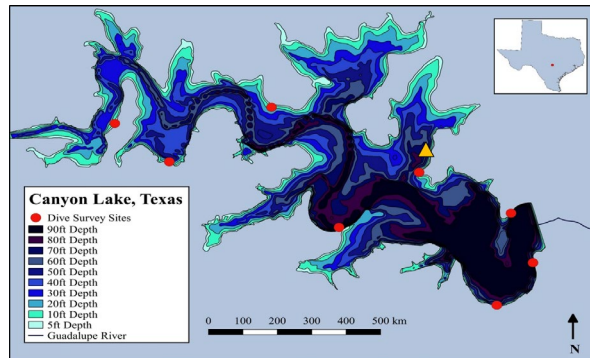 Canyon Lake, Texas
Dive Survey Sites
90ft Depth
80ft Depth
70ft Depth
60ft Depth
50ft Depth
40ft Depth
30ft Depth
20ft Depth
10ft Depth
5ft Depth
Guadalupe River
0 100 200 300 400 500 km
N